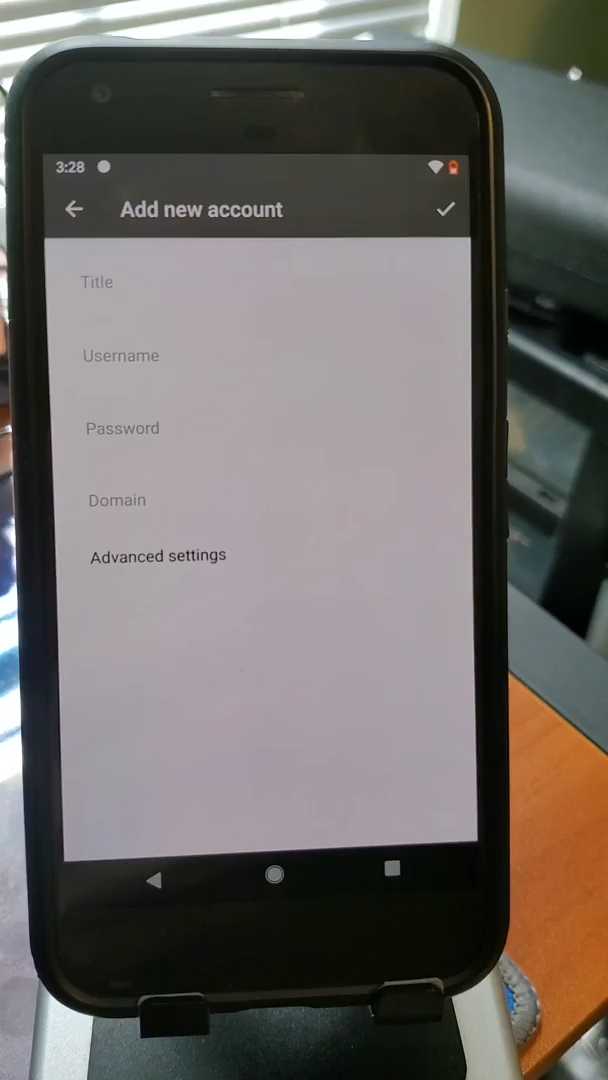 3:28
Add new account
Title
Username
Password
Domain
Advanced settings